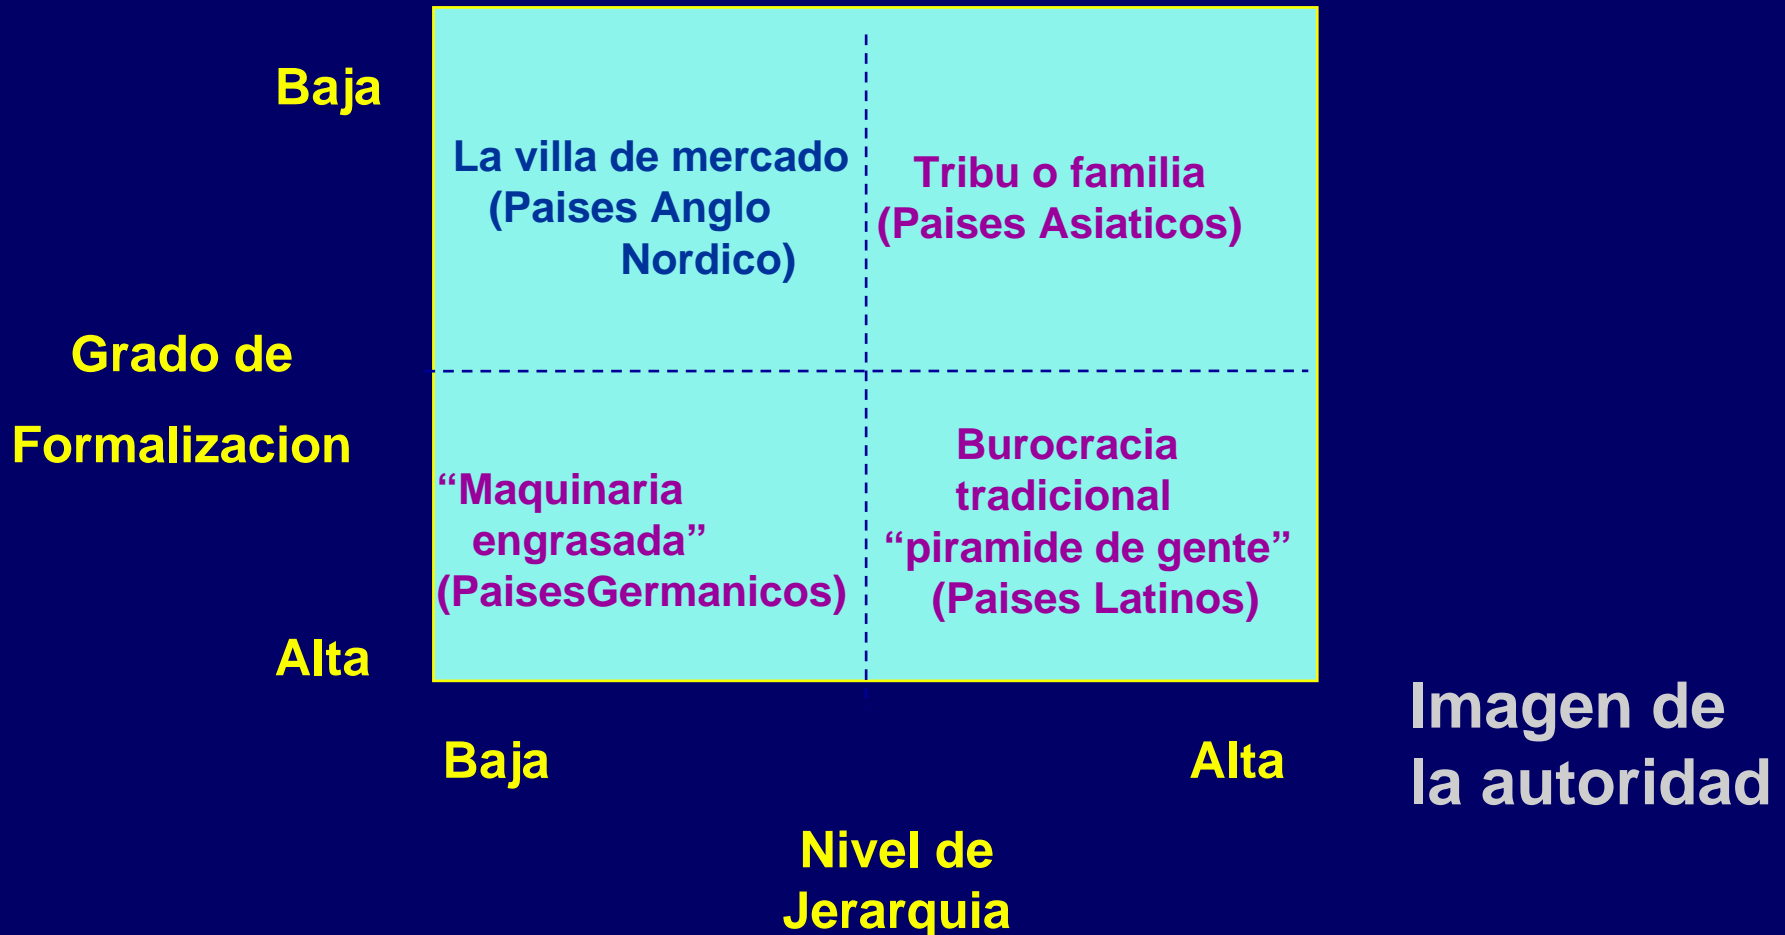 Baja
La villa de mercado
(Paises Anglo
Nordico)
Tribu o familia
(Paises Asiaticos)
Grado de
Formalizacion
“Maquinaria
engrasada”
(PaisesGermanicos)
Burocracia
tradicional
“piramide de gente”
(Paises Latinos)
Alta
Baja
Alta
Nivel de
Jerarquia
Imagen de
la autoridad